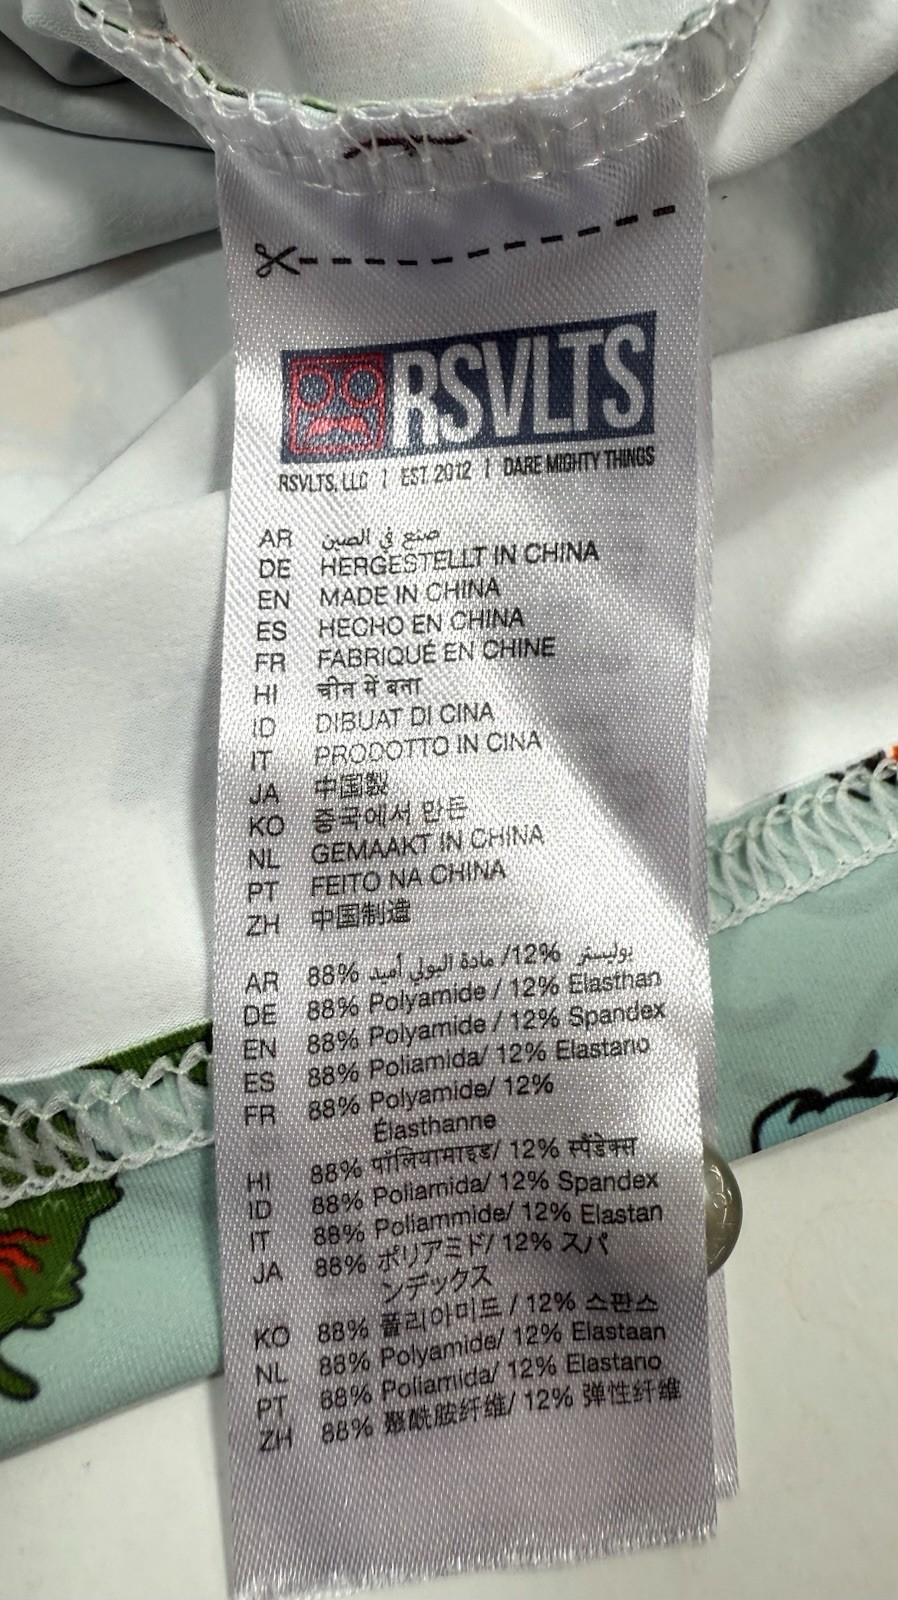 RSVLTS
RSVLTS, LLC | EST. 2012 | DARE MIGHTY THINGS
AR صنع في الصين
DE HERGESTELLT IN CHINA
EN MADE IN CHINA
ES HECHO EN CHINA
FR FABRIQUÉ EN CHINE
HI चीन में बना
ID DIBUAT DI CINA
IT PRODOTTO IN CINA
JA 中国製
KO 중국에서 만든
NL GEMAAKT IN CHINA
PT FEITO NA CHINA
ZH 中国制造
AR 88% مادة البولي أميد /12% بوليستر
DE 88% Polyamide / 12% Elasthan
EN 88% Polyamide / 12% Spandex
ES 88% Poliamida/ 12% Elastano
FR 88% Polyamide/ 12%
Élasthanne
HI 88% पॉलियामाइड/ 12% स्पैंडेक्स
ID 88% Poliamida/ 12% Spandex
IT 88% Poliammide/ 12% Elastan
JA 88% ポリアミド/ 12% スパ
ンデックス
KO 88% 폴리아미드 / 12% 스판스
NL 88% Polyamide/ 12% Elastaan
PT 88% Poliamida/ 12% Elastano
ZH 88% 聚酰胺纤维/ 12% 弹性纤维